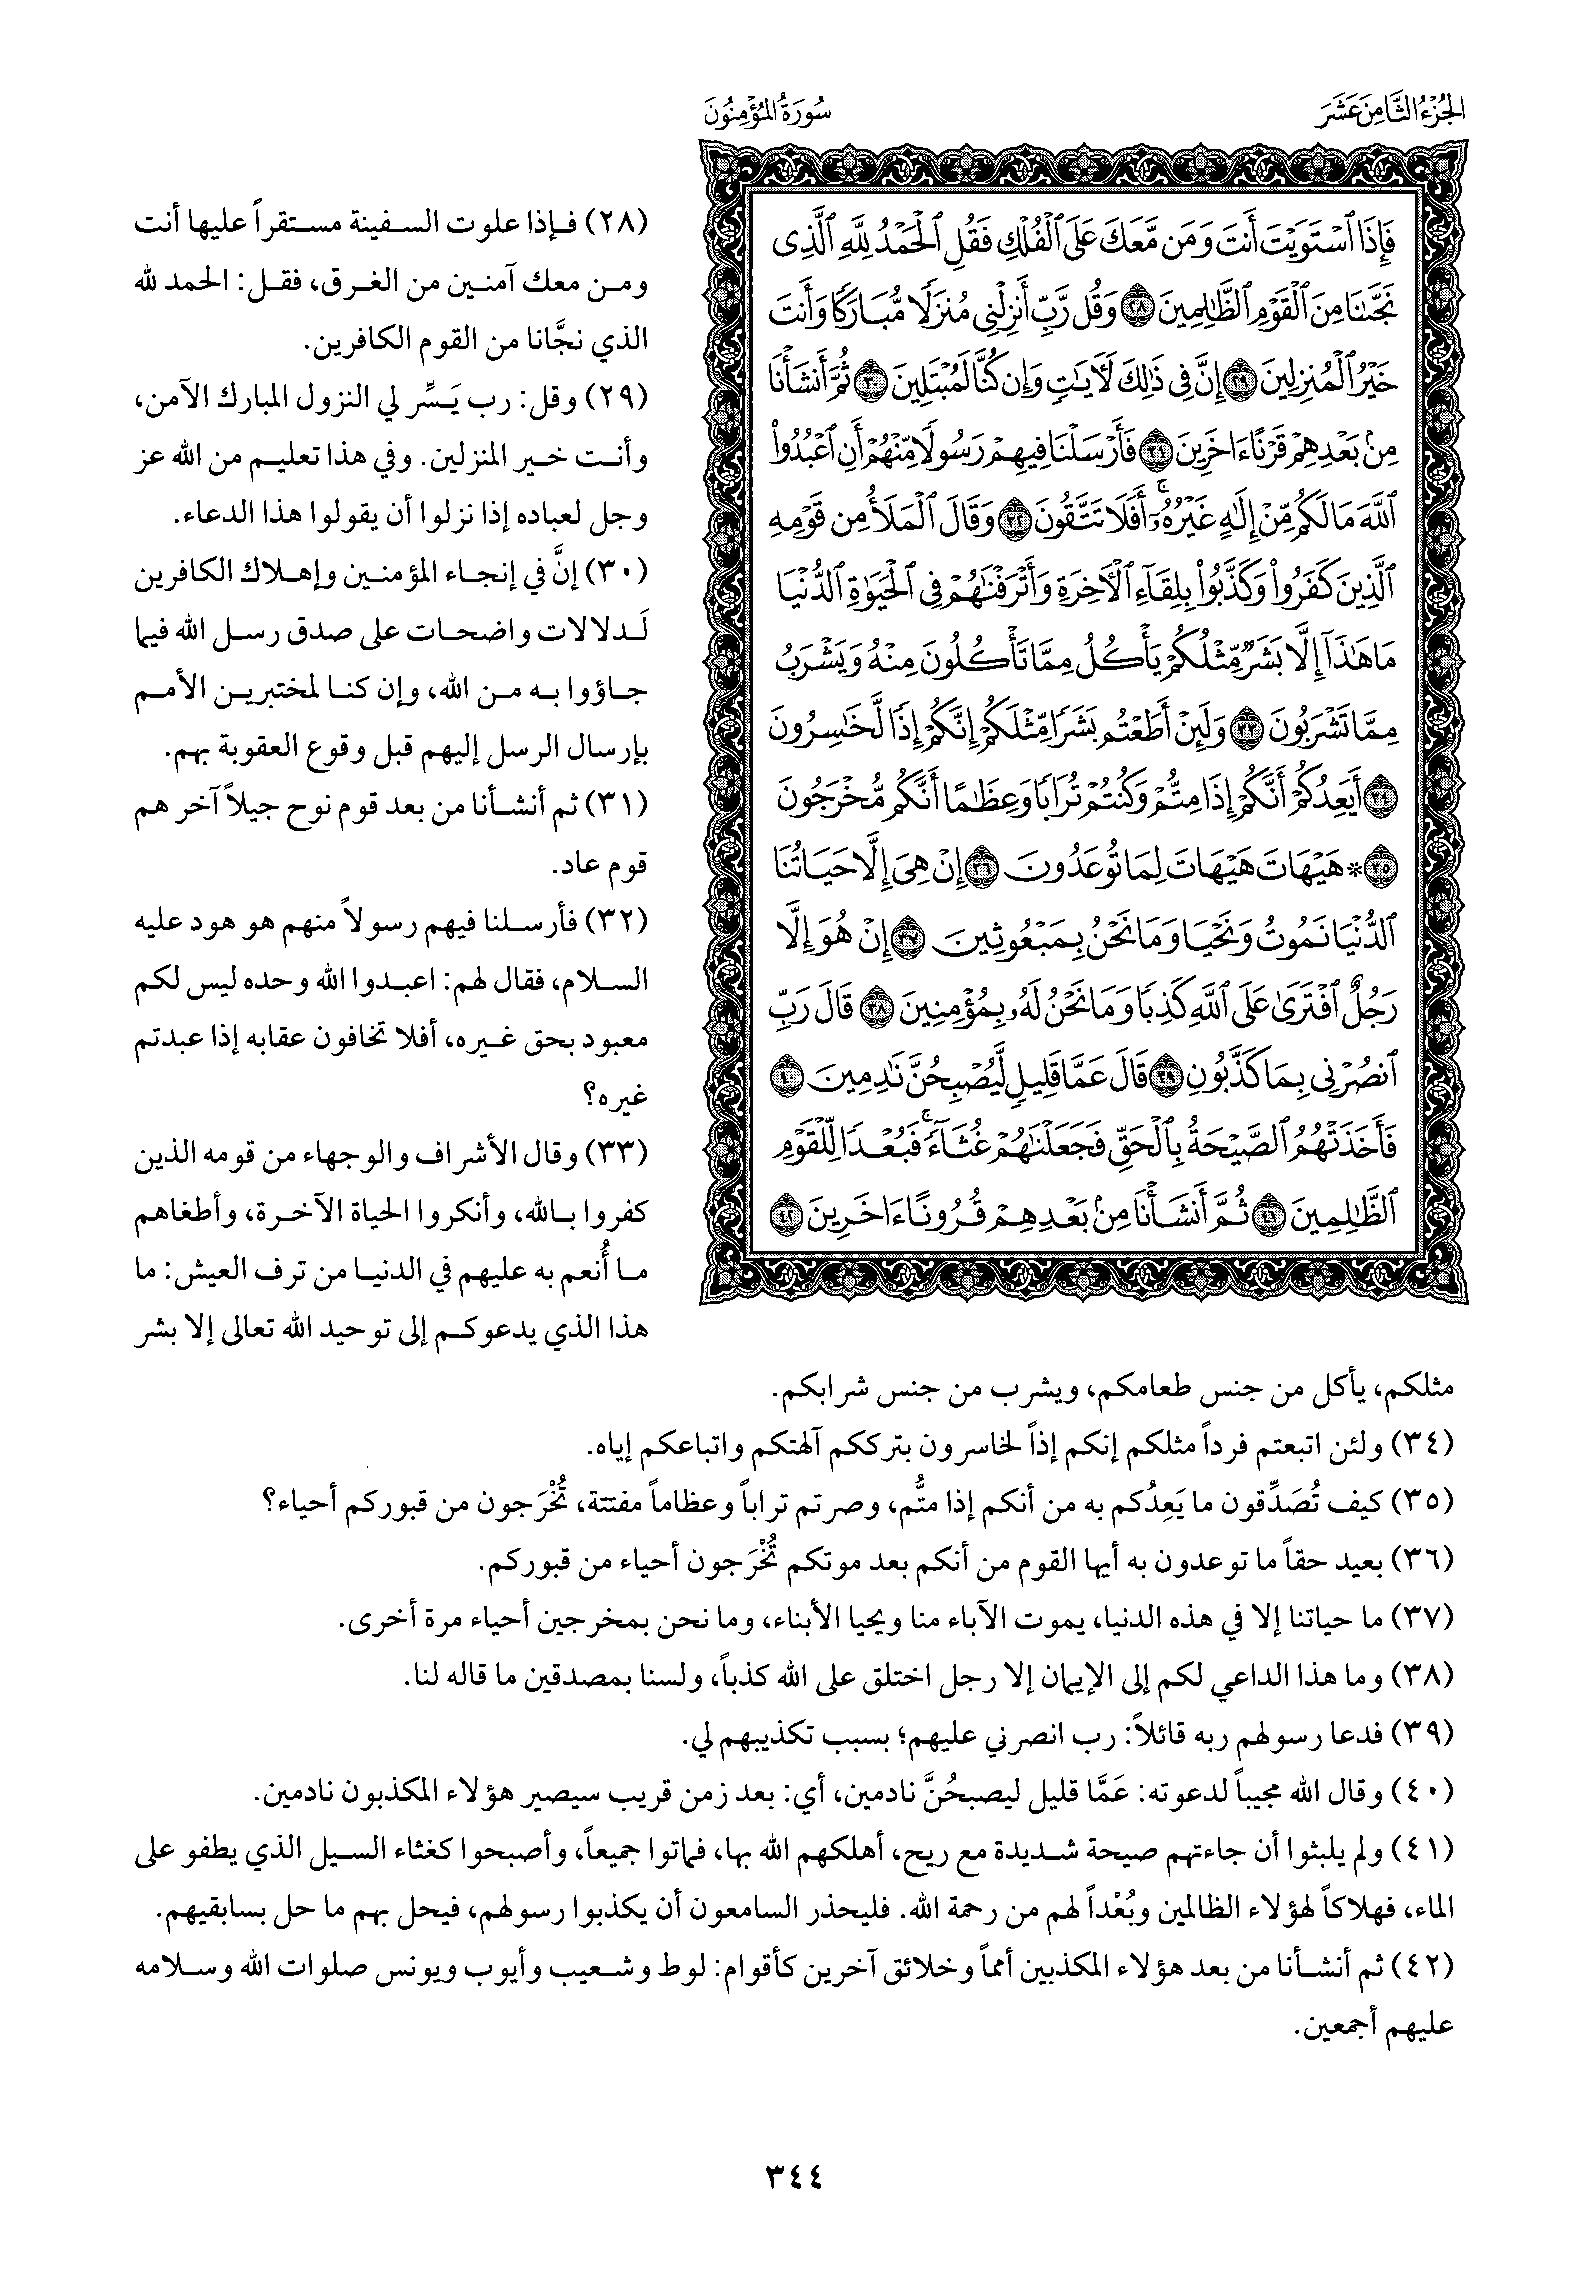 الجزء الثامن عشر
سورة المؤمنون
فَإِذَا ٱسْتَوَيْتَ أَنتَ وَمَن مَّعَكَ عَلَى ٱلْفُلْكِ فَقُلِ ٱلْحَمْدُ لِلَّهِ ٱلَّذِى
نَجَّىٰنَا مِنَ ٱلْقَوْمِ ٱلظَّٰلِمِينَ ٢٨ وَقُل رَّبِّ أَنزِلْنِى مُنزَلًا مُّبَارَكًا وَأَنتَ
خَيْرُ ٱلْمُنزِلِينَ ٢٩ إِنَّ فِى ذَٰلِكَ لَءَايَٰتٍ وَإِن كُنَّا لَمُبْتَلِينَ ٣٠ ثُمَّ أَنشَأْنَا
مِنۢ بَعْدِهِمْ قَرْنًا ءَاخَرِينَ ٣١ فَأَرْسَلْنَا فِيهِمْ رَسُولًا مِّنْهُمْ أَنِ ٱعْبُدُوا۟
ٱللَّهَ مَا لَكُم مِّنْ إِلَٰهٍ غَيْرُهُۥٓ ۚ أَفَلَا تَتَّقُونَ ٣٢ وَقَالَ ٱلْمَلَأُ مِن قَوْمِهِ
ٱلَّذِينَ كَفَرُوا۟ وَكَذَّبُوا۟ بِلِقَآءِ ٱلْءَاخِرَةِ وَأَتْرَفْنَٰهُمْ فِى ٱلْحَيَوٰةِ ٱلدُّنْيَا
مَا هَٰذَآ إِلَّا بَشَرٌ مِّثْلُكُمْ يَأْكُلُ مِمَّا تَأْكُلُونَ مِنْهُ وَيَشْرَبُ
مِمَّا تَشْرَبُونَ ٣٣ وَلَئِنْ أَطَعْتُم بَشَرًا مِّثْلَكُمْ إِنَّكُمْ إِذًا لَّخَٰسِرُونَ
٣٤ أَيَعِدُكُمْ أَنَّكُمْ إِذَا مِتُّمْ وَكُنتُمْ تُرَابًا وَعِظَٰمًا أَنَّكُم مُّخْرَجُونَ
٣٥ * هَيْهَاتَ هَيْهَاتَ لِمَا تُوعَدُونَ ٣٦ إِنْ هِىَ إِلَّا حَيَاتُنَا
ٱلدُّنْيَا نَمُوتُ وَنَحْيَا وَمَا نَحْنُ بِمَبْعُوثِينَ ٣٧ إِنْ هُوَ إِلَّا
رَجُلٌ ٱفْتَرَىٰ عَلَى ٱللَّهِ كَذِبًا وَمَا نَحْنُ لَهُۥ بِمُؤْمِنِينَ ٣٨ قَالَ رَبِّ
ٱنصُرْنِى بِمَا كَذَّبُونِ ٣٩ قَالَ عَمَّا قَلِيلٍ لَّيُصْبِحُنَّ نَٰدِمِينَ ٤٠
فَأَخَذَتْهُمُ ٱلصَّيْحَةُ بِٱلْحَقِّ فَجَعَلْنَٰهُمْ غُثَآءً ۚ فَبُعْدًا لِّلْقَوْمِ
ٱلظَّٰلِمِينَ ٤١ ثُمَّ أَنشَأْنَا مِنۢ بَعْدِهِمْ قُرُونًا ءَاخَرِينَ ٤٢
(٢٨) فإذا علوت السفينة مستقراً عليها أنت
ومن معك آمنين من الغرق، فقل: الحمد لله
الذي نجَّانا من القوم الكافرين.
(٢٩) وقل: رب يَسِّر لي النزول المبارك الآمن،
وأنت خير المنزلين. وفي هذا تعليم من الله عز
وجل لعباده إذا نزلوا أن يقولوا هذا الدعاء.
(٣٠) إنَّ في إنجاء المؤمنين وإهلاك الكافرين
لَدلالات واضحات على صدق رسل الله فيما
جاؤوا به من الله، وإن كنا لمختبرين الأمم
بإرسال الرسل إليهم قبل وقوع العقوبة بهم.
(٣١) ثم أنشأنا من بعد قوم نوح جيلاً آخر هم
قوم عاد.
(٣٢) فأرسلنا فيهم رسولاً منهم هو هود عليه
السلام، فقال لهم: اعبدوا الله وحده ليس لكم
معبود بحق غيره، أفلا تخافون عقابه إذا عبدتم
غيره؟
(٣٣) وقال الأشراف والوجهاء من قومه الذين
كفروا بالله، وأنكروا الحياة الآخرة، وأطغاهم
ما أُنعم به عليهم في الدنيا من ترف العيش: ما
هذا الذي يدعوكم إلى توحيد الله تعالى إلا بشر
مثلكم، يأكل من جنس طعامكم، ويشرب من جنس شرابكم.
(٣٤) ولئن اتبعتم فرداً مثلكم إنكم إذاً لخاسرون بترككم آلهتكم واتباعكم إياه.
(٣٥) كيف تُصَدِّقون ما يَعِدُكم به من أنكم إذا متُّم، وصرتم تراباً وعظاماً مفتتة، تُخْرَجون من قبوركم أحياء؟
(٣٦) بعيد حقاً ما توعدون به أيها القوم من أنكم بعد موتكم تُخْرَجون أحياء من قبوركم.
(٣٧) ما حياتنا إلا في هذه الدنيا، يموت الآباء منا ويحيا الأبناء، وما نحن بمخرجين أحياء مرة أخرى.
(٣٨) وما هذا الداعي لكم إلى الإيمان إلا رجل اختلق على الله كذباً، ولسنا بمصدقين ما قاله لنا.
(٣٩) فدعا رسولهم ربه قائلاً: رب انصرني عليهم؛ بسبب تكذيبهم لي.
(٤٠) وقال الله مجيباً لدعوته: عَمَّا قليل ليصبحُنَّ نادمين، أي: بعد زمن قريب سيصير هؤلاء المكذبون نادمين.
(٤١) ولم يلبثوا أن جاءتهم صيحة شديدة مع ريح، أهلكهم الله بها، فماتوا جميعاً، وأصبحوا كغثاء السيل الذي يطفو على
الماء، فهلاكاً لهؤلاء الظالمين وبُعْداً لهم من رحمة الله. فليحذر السامعون أن يكذبوا رسولهم، فيحل بهم ما حل بسابقيهم.
(٤٢) ثم أنشأنا من بعد هؤلاء المكذبين أمماً وخلائق آخرين كأقوام: لوط وشعيب وأيوب ويونس صلوات الله وسلامه
عليهم أجمعين.
٣٤٤